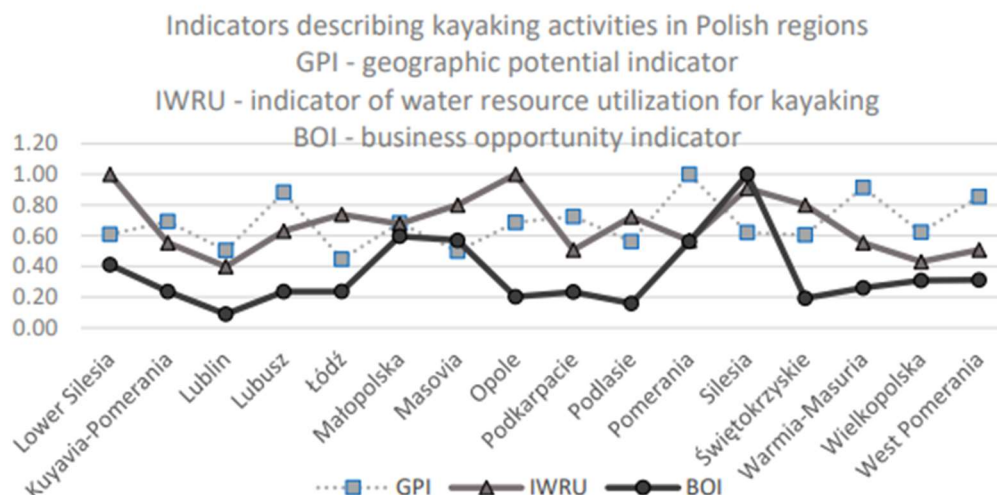 Indicators describing kayaking activities in Polish regions
GPI - geographic potential indicator
IWRU - indicator of water resource utilization for kayaking
BOI - business opportunity indicator
1.20
1.00
0.80
0.60
0.40
0.20
0.00
Lower Silesia
Kuyavia-Pomerania
Lublin
Lubusz
Łódź
Małopolska
Masovia
Opole
Podkarpacie
Podlasie
Pomerania
Silesia
Świętokrzyskie
Warmia-Masuria
Wielkopolska
West Pomerania
GPI IWRU BOI